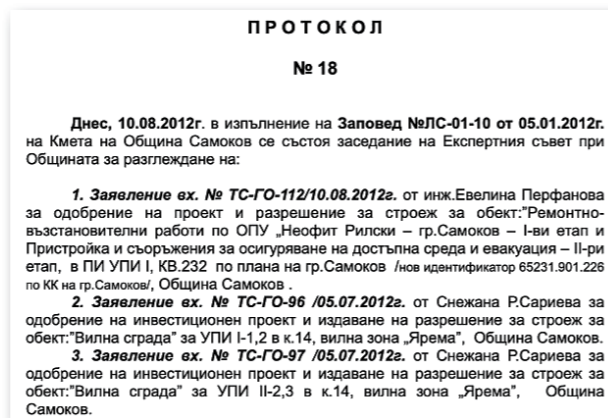 ПРОТОКОЛ
№ 18
Днес, 10.08.2012г. в изпълнение на Заповед №ЛС-01-10 от 05.01.2012г.
на Кмета на Община Самоков се състоя заседание на Експертния съвет при
Общината за разглеждане на:
1. Заявление вх. № ТС-ГО-112/10.08.2012г. от инж.Евелина Перфанова
за одобрение на проект и разрешение за строеж за обект:"Ремонтно-
възстановителни работи по ОПУ „Неофит Рилски – гр.Самоков – I-ви етап и
Пристройка и съоръжения за осигуряване на достъпна среда и евакуация – II-ри
етап, в ПИ УПИ I, КВ.232 по плана на гр.Самоков /нов идентификатор 65231.901.226
по КК на гр.Самоков/, Община Самоков .
2. Заявление вх. № ТС-ГО-96 /05.07.2012г. от Снежана Р.Сариева за
одобрение на инвестиционен проект и издаване на разрешение за строеж за
обект:"Вилна сграда" за УПИ I-1,2 в к.14, вилна зона „Ярема”, Община Самоков.
3. Заявление вх. № ТС-ГО-97 /05.07.2012г. от Снежана Р.Сариева за
одобрение на инвестиционен проект и издаване на разрешение за строеж за
обект:"Вилна сграда" за УПИ II-2,3 в к.14, вилна зона „Ярема”, Община
Самоков.